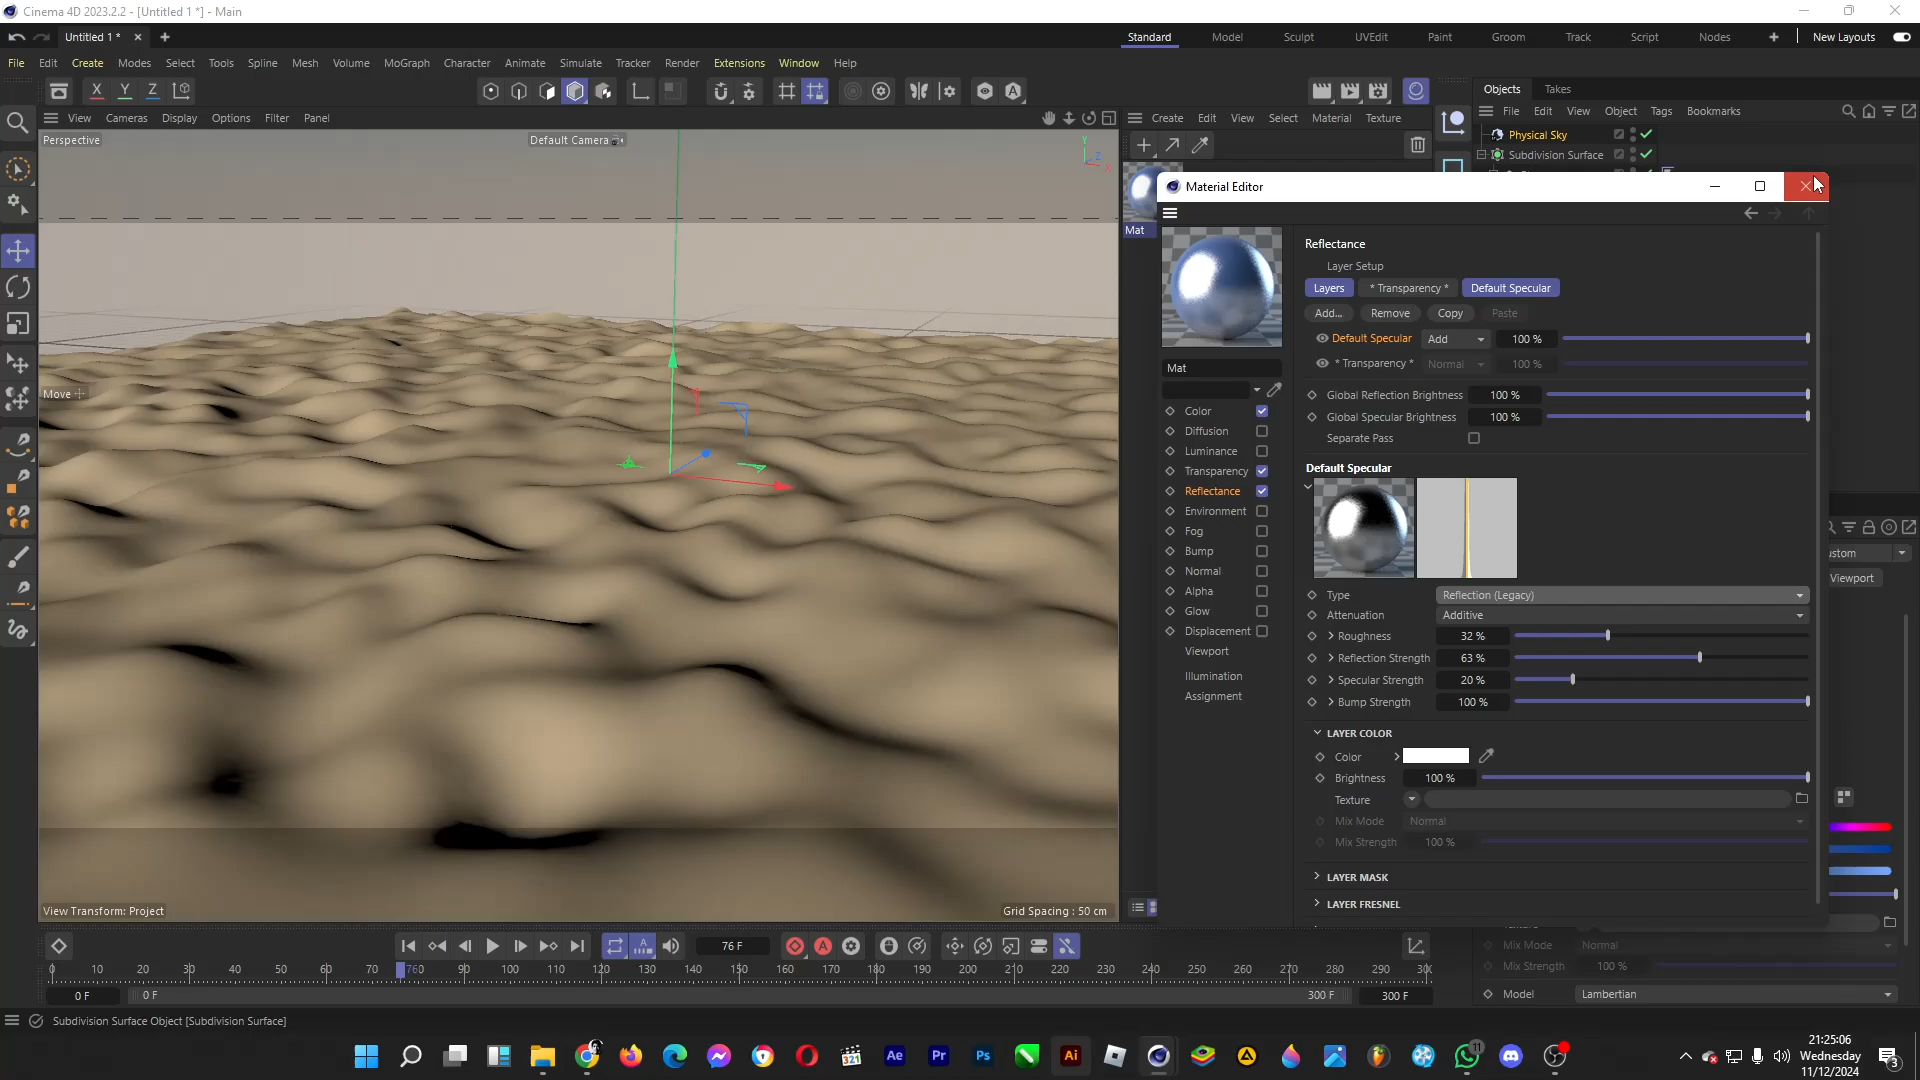 Cinema 4D 2023.2.2 - [Untitled 1 *] - Main
Untitled 1 *
Standard Model Sculpt UVEdit Paint Groom Track Script Nodes New Layouts
File Edit Create Modes Select Tools Spline Mesh Volume MoGraph Character Animate Simulate Tracker Render Extensions Window Help
X Y Z
Objects Takes
View Cameras Display Options Filter Panel
Create Edit View Select Material Texture
File Edit View Object Tags Bookmarks
Perspective
Default Camera
Y
Z
X
Physical Sky
Subdivision Surface
Mat
Move
View Transform: Project
Grid Spacing : 50 cm
Material Editor
Mat
Color
Diffusion
Luminance
Transparency
Reflectance
Environment
Fog
Bump
Normal
Alpha
Glow
Displacement
Viewport
Illumination
Assignment
Reflectance
Layer Setup
Layers * Transparency * Default Specular
Add... Remove Copy Paste
Default Specular Add 100 %
* Transparency * Normal 100 %
Global Reflection Brightness 100 %
Global Specular Brightness 100 %
Separate Pass
Default Specular
Type Reflection (Legacy)
Attenuation Additive
Roughness 32 %
Reflection Strength 63 %
Specular Strength 20 %
Bump Strength 100 %
LAYER COLOR
Color
Brightness 100 %
Texture
Mix Mode Normal
Mix Strength 100 %
LAYER MASK
LAYER FRESNEL
ustom
Viewport
Mix Mode Normal
Mix Strength 100 %
Model Lambertian
76 F
0 10 20 30 40 50 60 70 760 90 100 110 120 130 140 150 160 170 180 190 200 210 220 230 240 250 260 270 280 290 300
0 F 0 F 300 F 300 F
Subdivision Surface Object [Subdivision Surface]
321
Ae Pr Ps Ai
11
21:25:06
Wednesday
11/12/2024
3